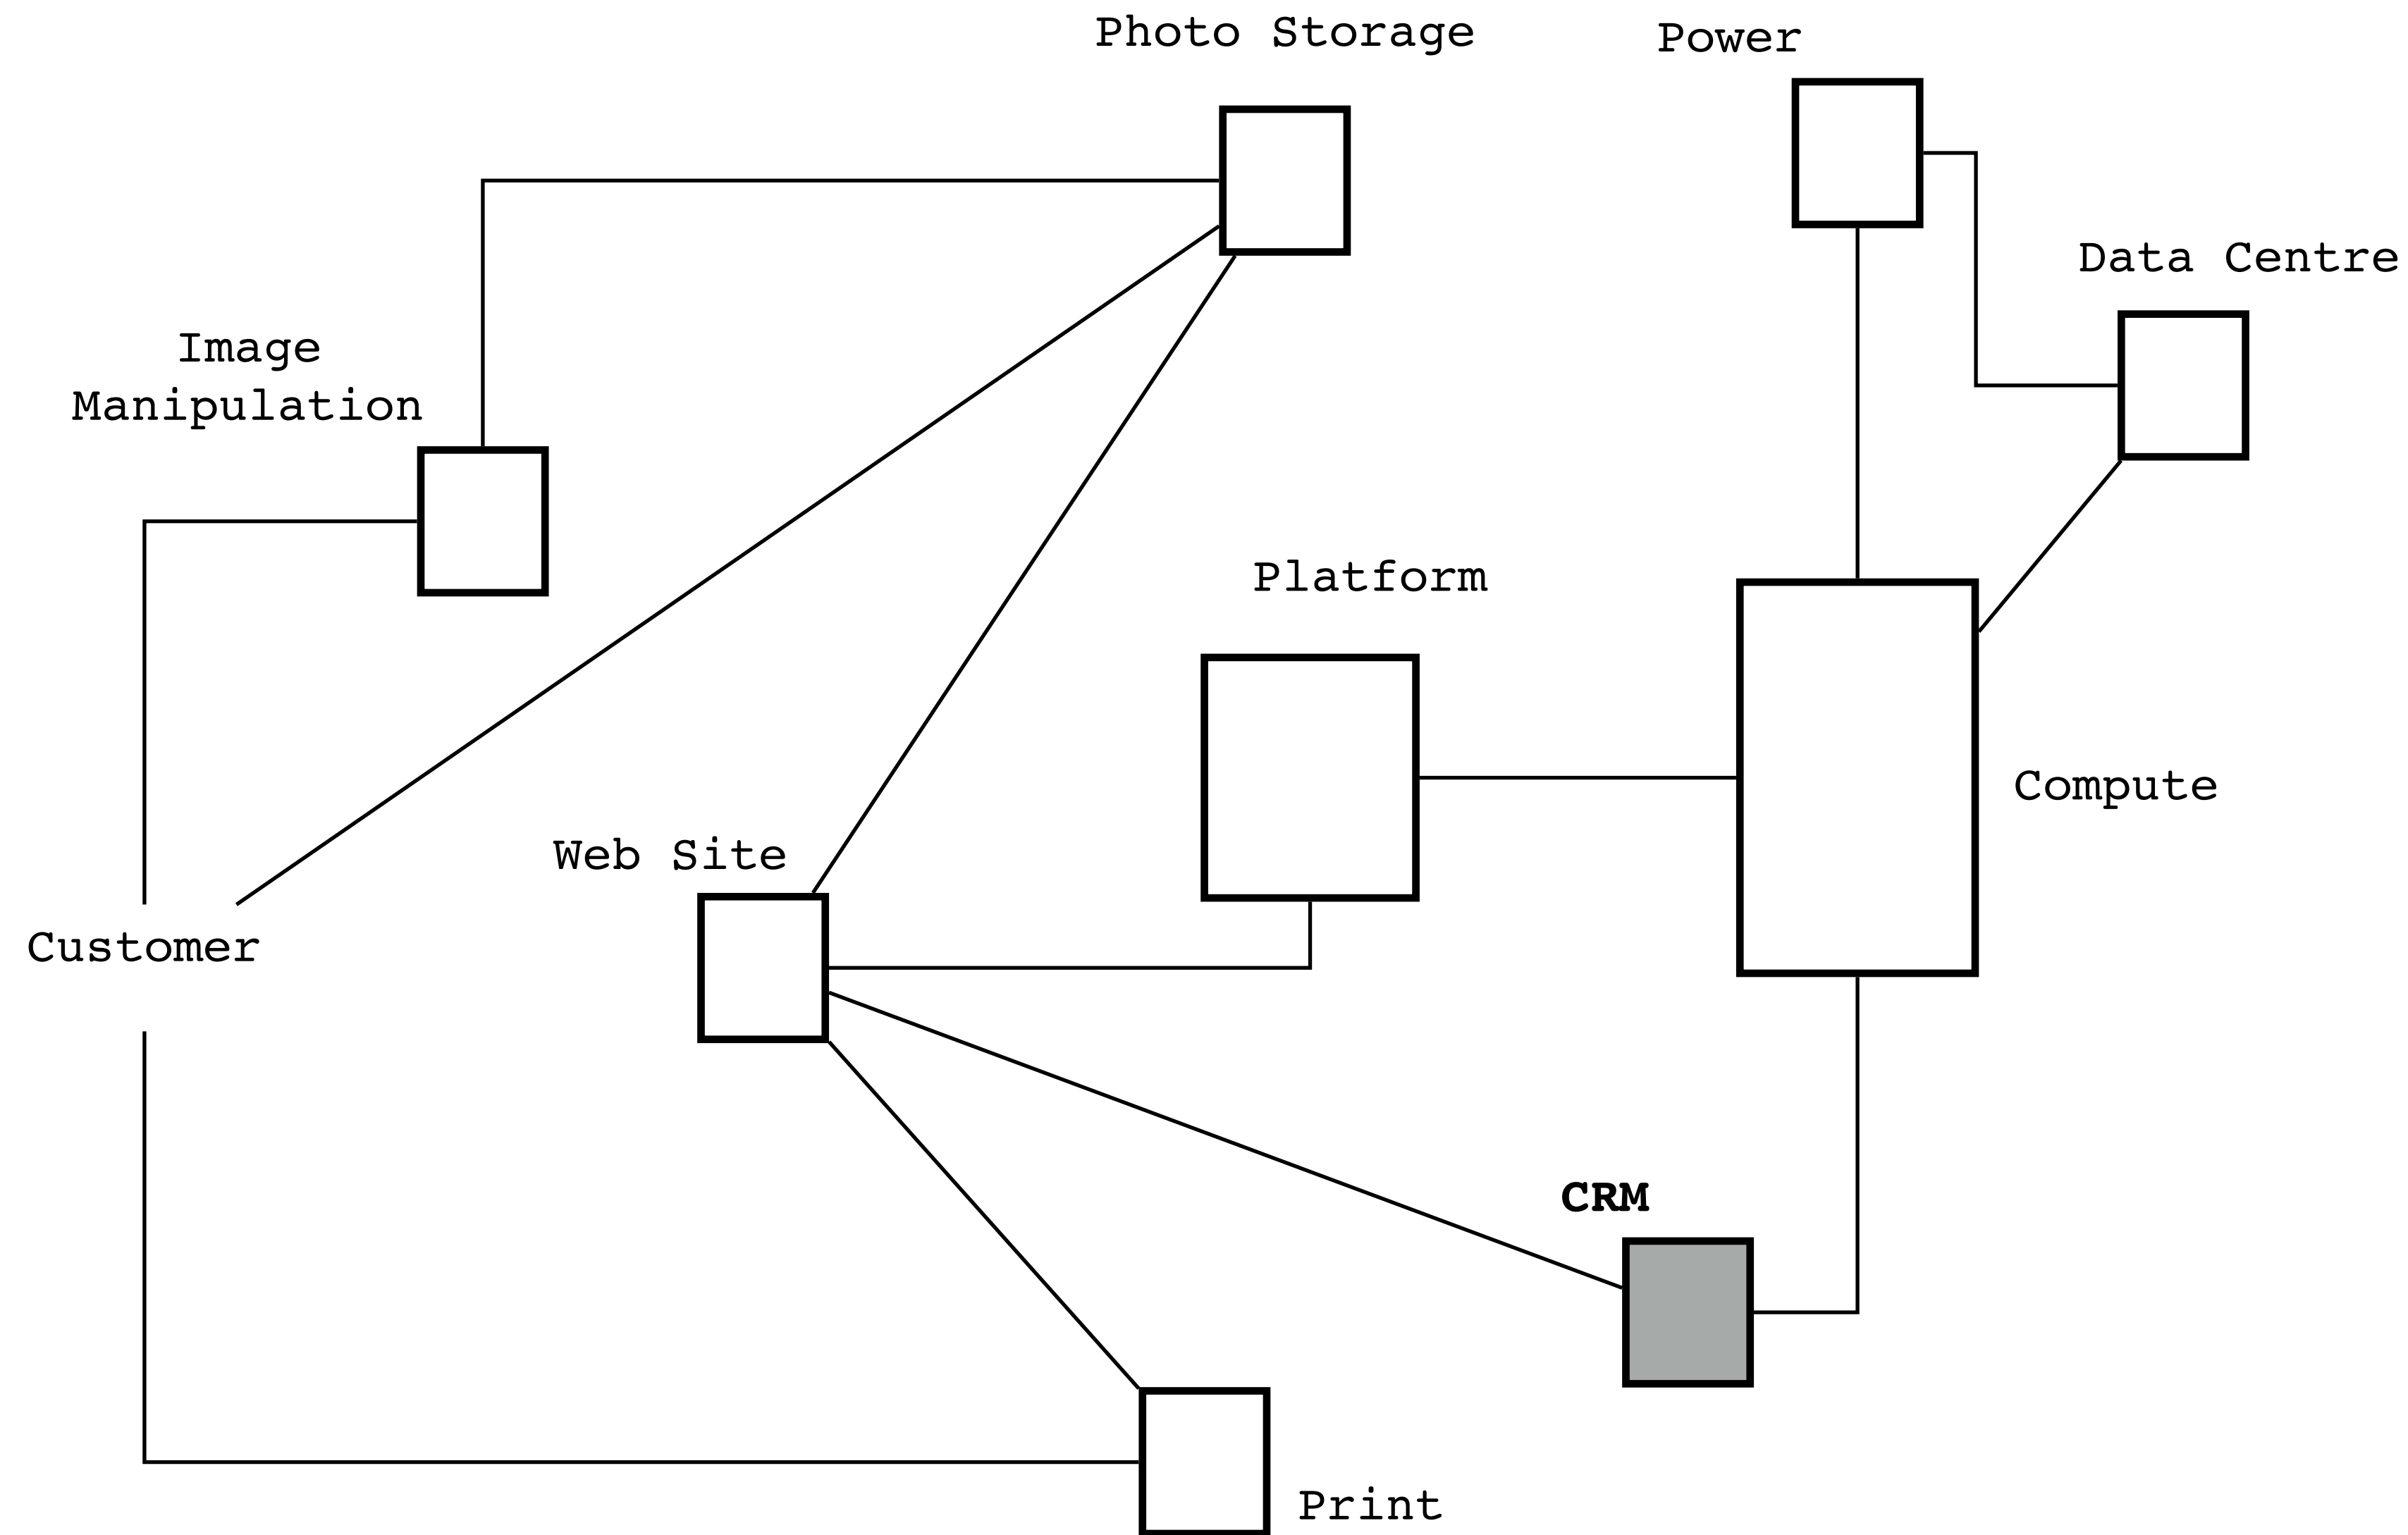 Photo Storage
Power
Data Centre
Image
Manipulation
Platform
Compute
Web Site
Customer
CRM
Print